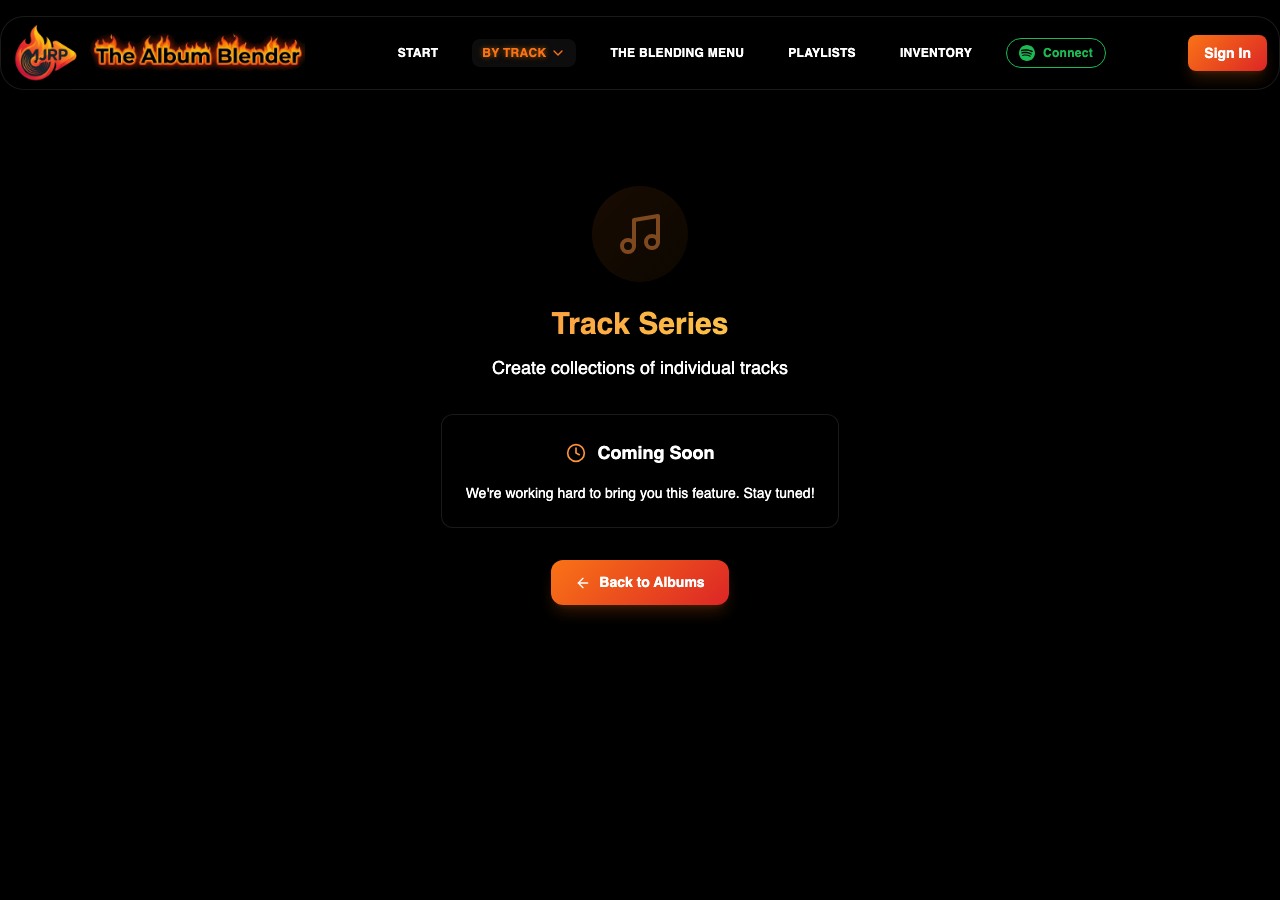 JRP
The Album Blender
START
BY TRACK
THE BLENDING MENU
PLAYLISTS
INVENTORY
Connect
Sign In
Track Series
Create collections of individual tracks
Coming Soon
We're working hard to bring you this feature. Stay tuned!
Back to Albums